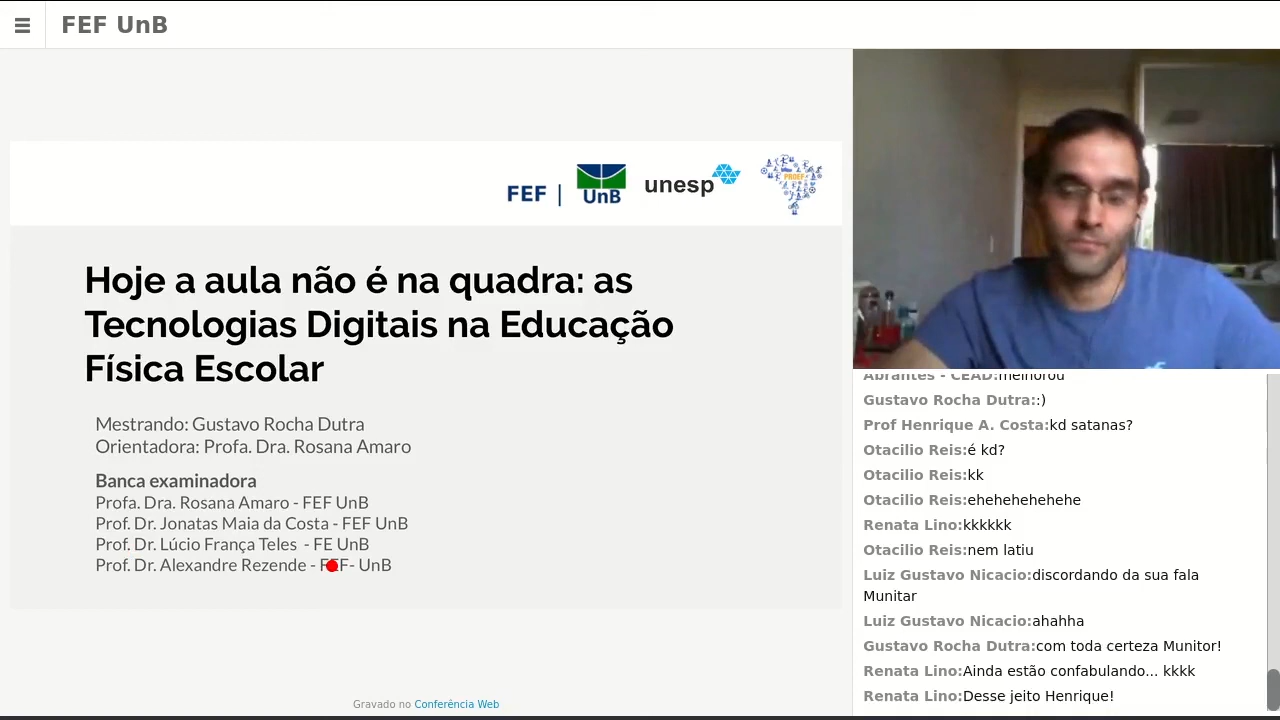 FEF UnB
FEF |
UnB
unesp
PROEF
Hoje a aula não é na quadra: as
Tecnologias Digitais na Educação
Física Escolar
Mestrando: Gustavo Rocha Dutra
Orientadora: Profa. Dra. Rosana Amaro
Banca examinadora
Profa. Dra. Rosana Amaro - FEF UnB
Prof. Dr. Jonatas Maia da Costa - FEF UnB
Prof. Dr. Lúcio França Teles - FE UnB
Prof. Dr. Alexandre Rezende - FEF- UnB
Gravado no Conferência Web
Abrantes - CEAD:melhorou
Gustavo Rocha Dutra::)
Prof Henrique A. Costa:kd satanas?
Otacilio Reis:é kd?
Otacilio Reis:kk
Otacilio Reis:ehehehehehehe
Renata Lino:kkkkkk
Otacilio Reis:nem latiu
Luiz Gustavo Nicacio:discordando da sua fala
Munitar
Luiz Gustavo Nicacio:ahahha
Gustavo Rocha Dutra:com toda certeza Munitor!
Renata Lino:Ainda estão confabulando... kkkk
Renata Lino:Desse jeito Henrique!